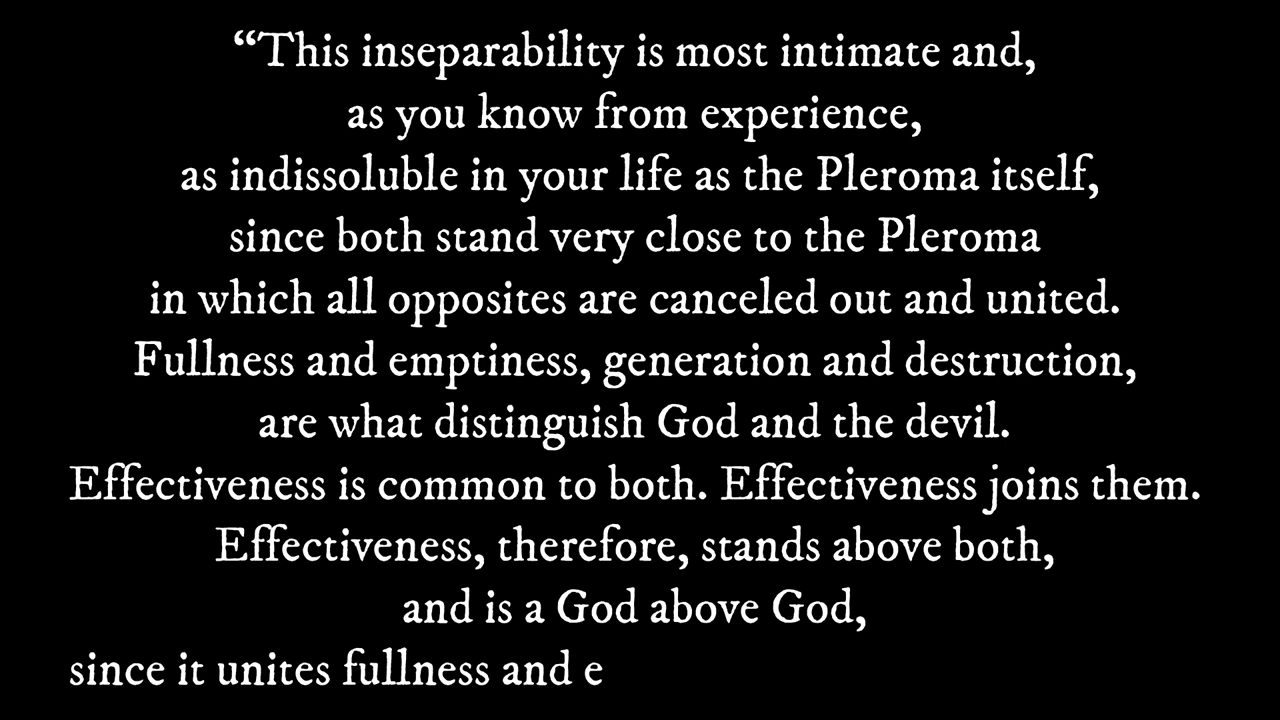 “This inseparability is most intimate and,
as you know from experience,
as indissoluble in your life as the Pleroma itself,
since both stand very close to the Pleroma
in which all opposites are canceled out and united.
Fullness and emptiness, generation and destruction,
are what distinguish God and the devil.
Effectiveness is common to both. Effectiveness joins them.
Effectiveness, therefore, stands above both,
and is a God above God,
since it unites fullness and e